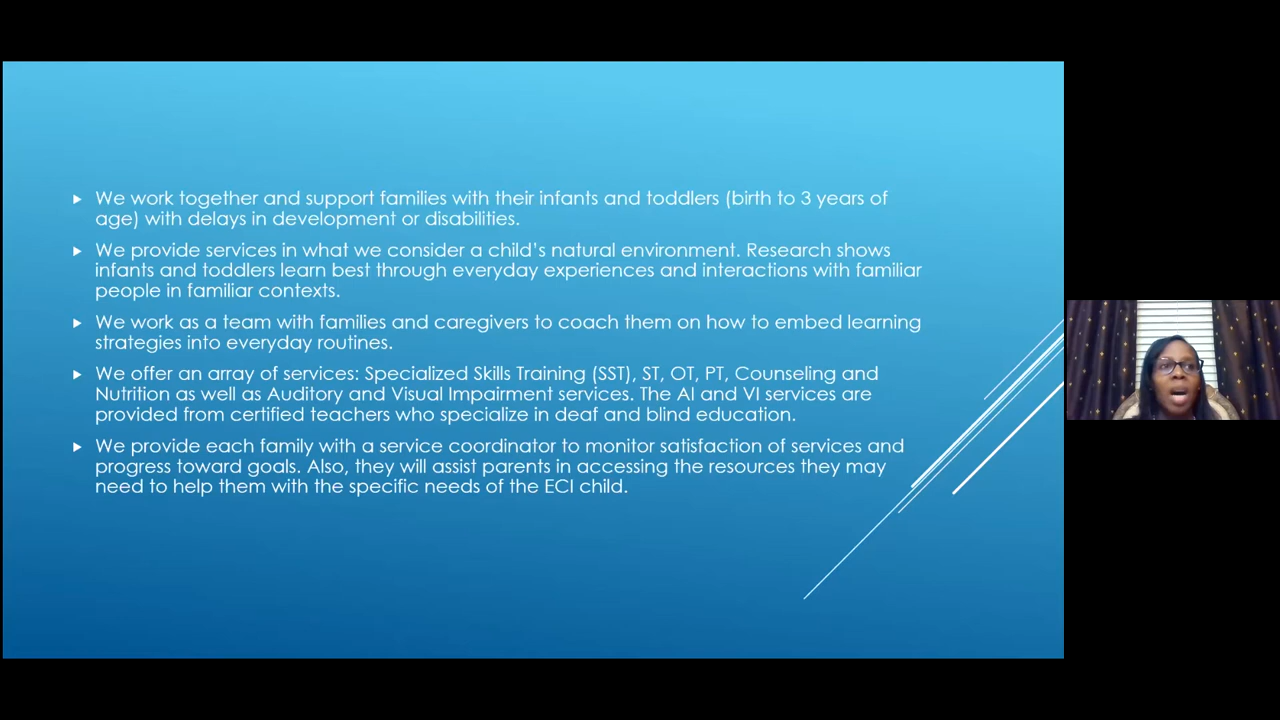 We work together and support families with their infants and toddlers (birth to 3 years of
age) with delays in development or disabilities.
We provide services in what we consider a child's natural environment. Research shows
infants and toddlers learn best through everyday experiences and interactions with familiar
people in familiar contexts.
We work as a team with families and caregivers to coach them on how to embed learning
strategies into everyday routines.
We offer an array of services: Specialized Skills Training (SST), ST, OT, PT, Counseling and
Nutrition as well as Auditory and Visual Impairment services. The AI and VI services are
provided from certified teachers who specialize in deaf and blind education.
We provide each family with a service coordinator to monitor satisfaction of services and
progress toward goals. Also, they will assist parents in accessing the resources they may
need to help them with the specific needs of the ECI child.